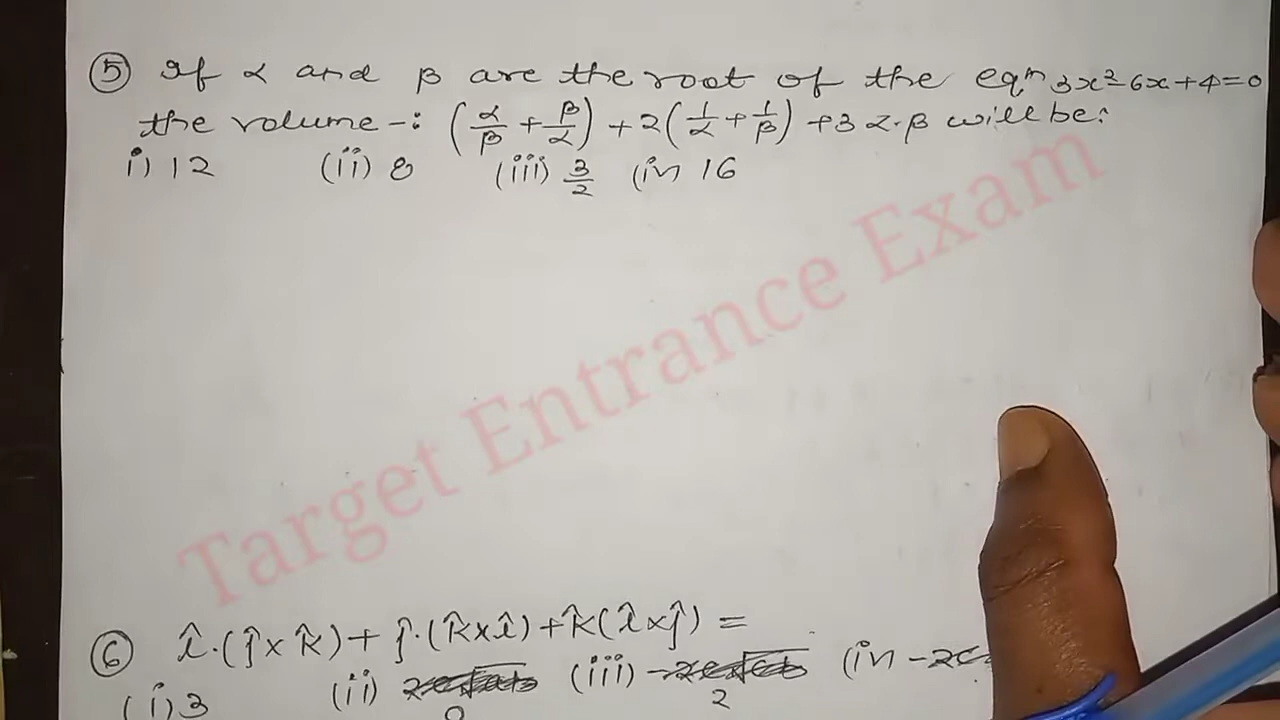 ⑤ If α and β are the root of the eqⁿ 3x²-6x+4=0
the volume -: (α/β + β/α) + 2(1/α + 1/β) + 3α.β will be:
i) 12 (ii) 8 (iii) 3/2 (iv) 16
Target Entrance Exam
⑥ î.(ĵ×k̂)+ĵ.(k̂×î)+k̂(î×ĵ) =
(i) 3 (ii) 0 (iii) 2 (iv)